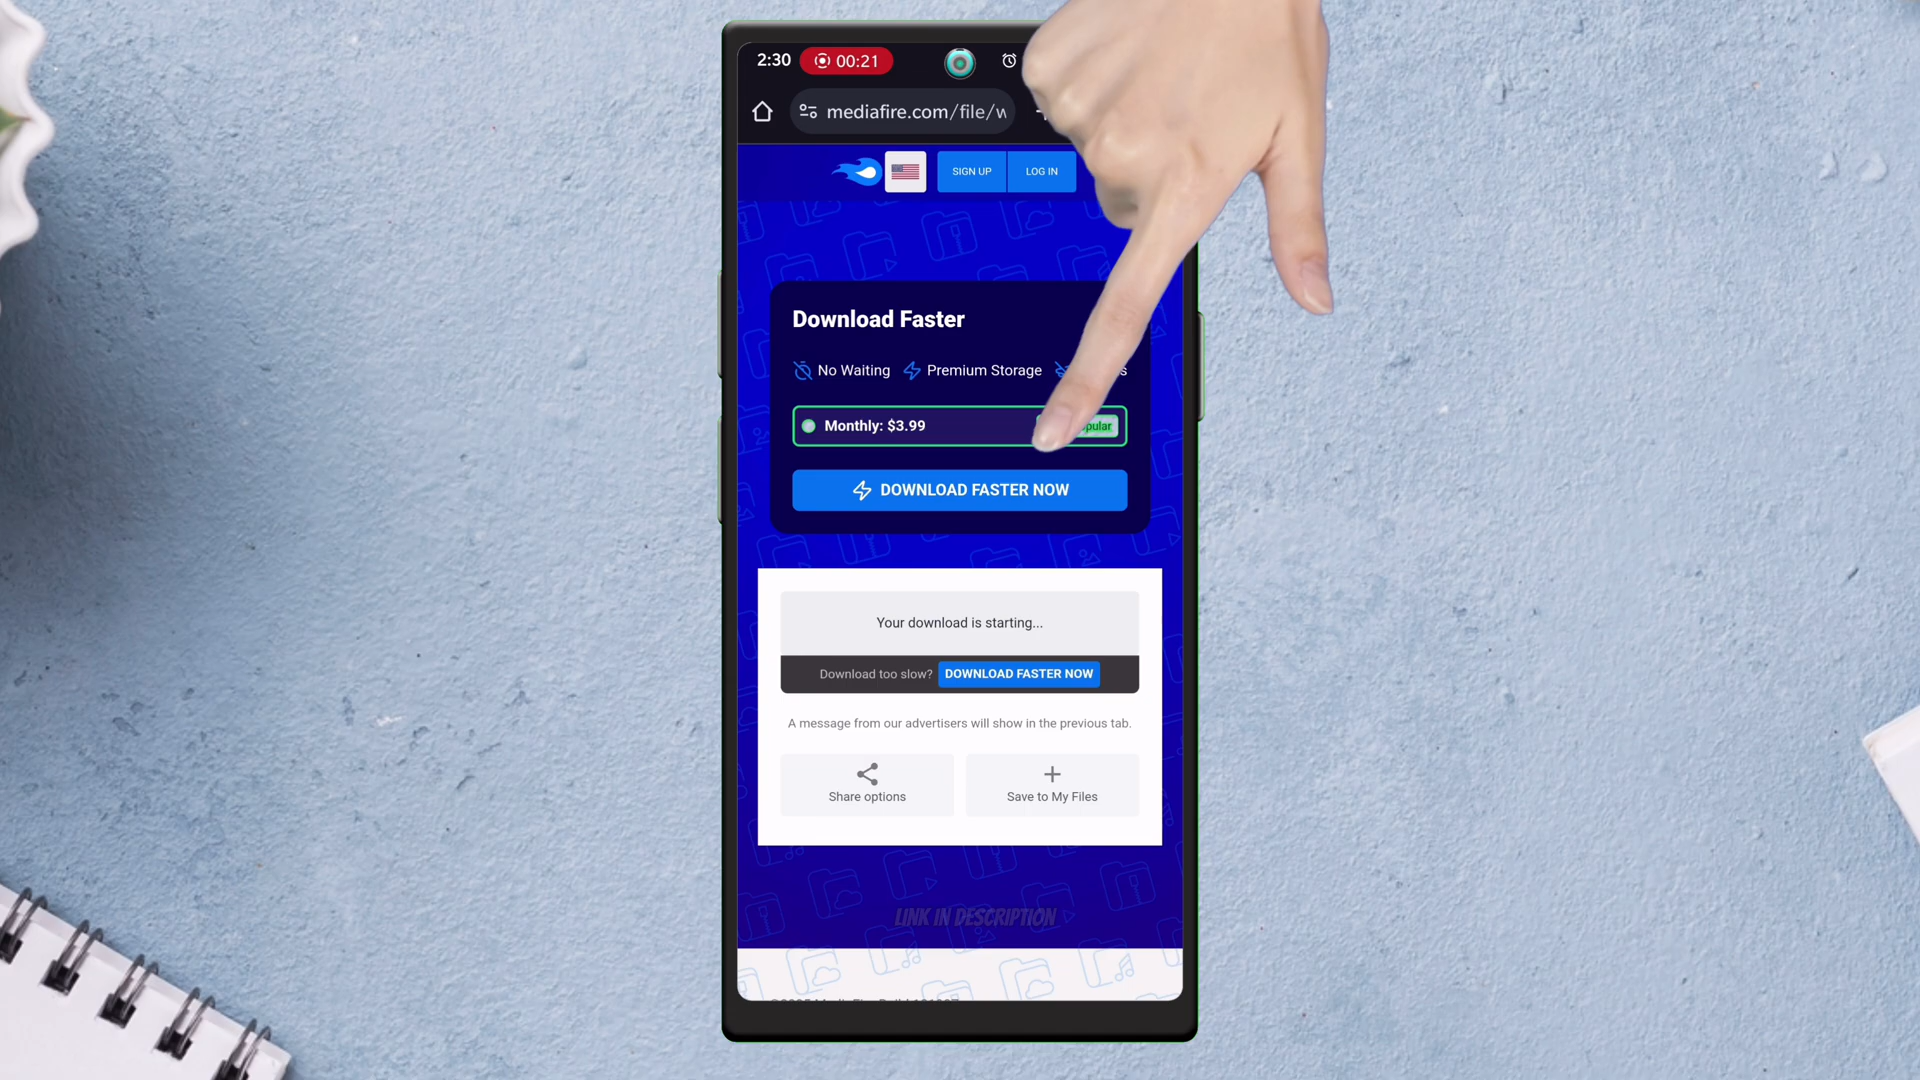 2:30
00:21
mediafire.com/file/w
SIGN UP
LOG IN
Download Faster
No Waiting
Premium Storage
Monthly: $3.99
DOWNLOAD FASTER NOW
Your download is starting...
Download too slow?
DOWNLOAD FASTER NOW
A message from our advertisers will show in the previous tab.
Share options
Save to My Files
LINK IN DESCRIPTION